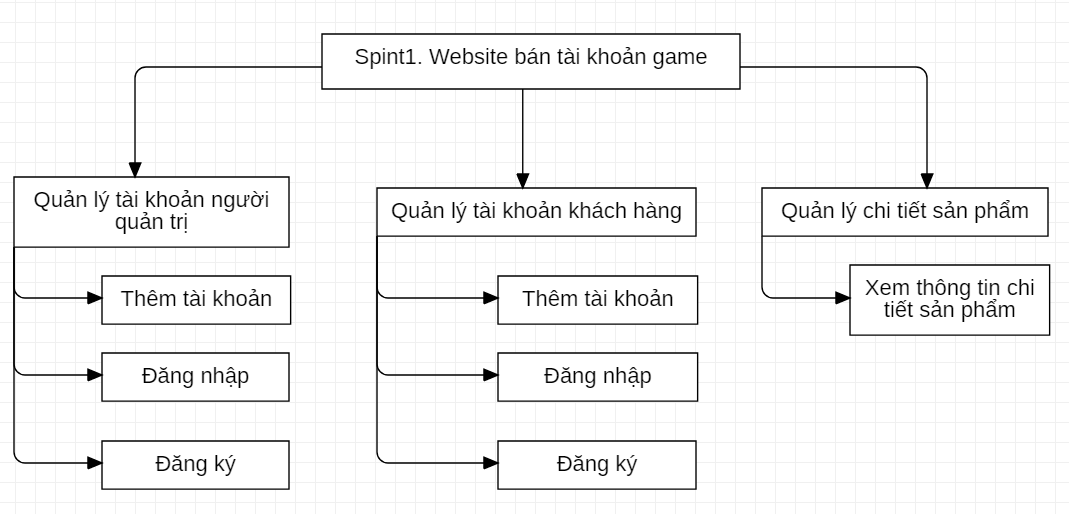 Spint1. Website bán tài khoản game
Quản lý tài khoản người
quản trị
Thêm tài khoản
Đăng nhập
Đăng ký
Quản lý tài khoản khách hàng
Thêm tài khoản
Đăng nhập
Đăng ký
Quản lý chi tiết sản phẩm
Xem thông tin chi
tiết sản phẩm